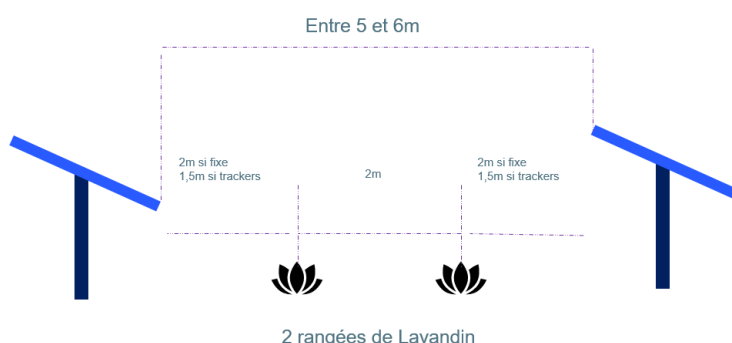 Entre 5 et 6m
2m si fixe
1,5m si trackers
2m
2m si fixe
1,5m si trackers
2 rangées de Lavandin